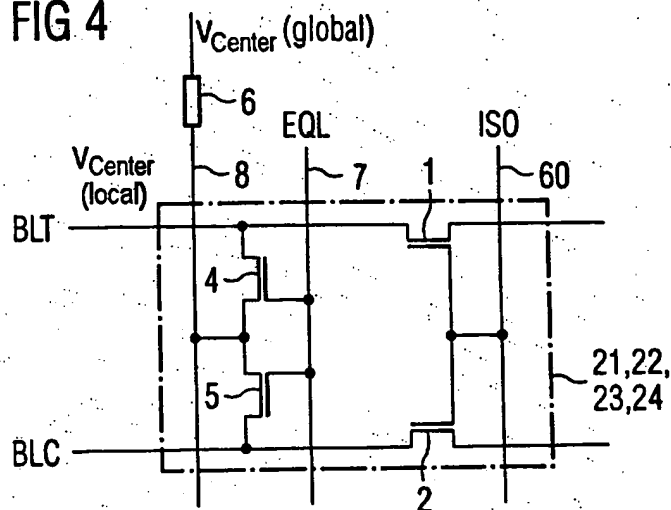 FIG 4
VCenter (global)
6
EQL
ISO
VCenter
(local)
8
7
1
60
BLT
4
5
21,22,
23,24
BLC
2